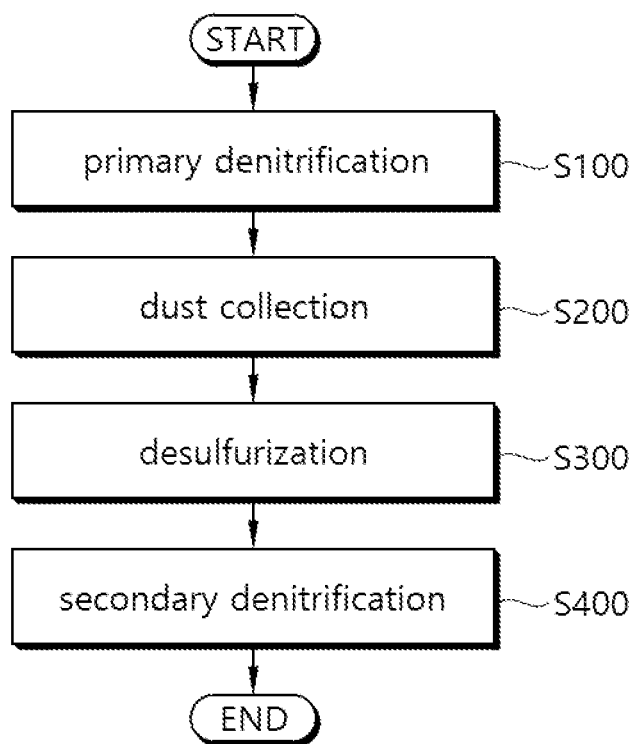 START
primary denitrification
S100
dust collection
S200
desulfurization
S300
secondary denitrification
S400
END